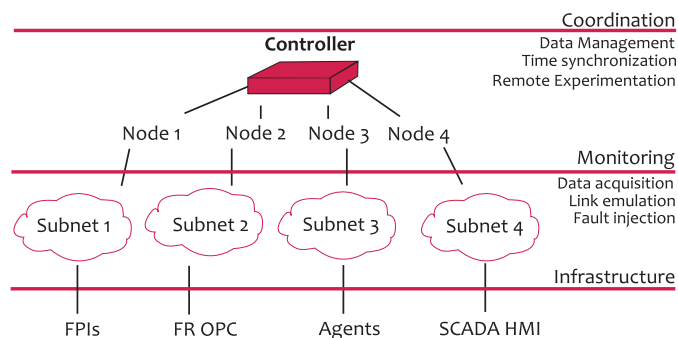 Coordination
Controller
Data Management
Time synchronization
Remote Experimentation
Node 1
Node 2
Node 3
Node 4
Monitoring
Data acquisition
Link emulation
Fault injection
Subnet 1
Subnet 2
Subnet 3
Subnet 4
Infrastructure
FPIs
FR OPC
Agents
SCADA HMI